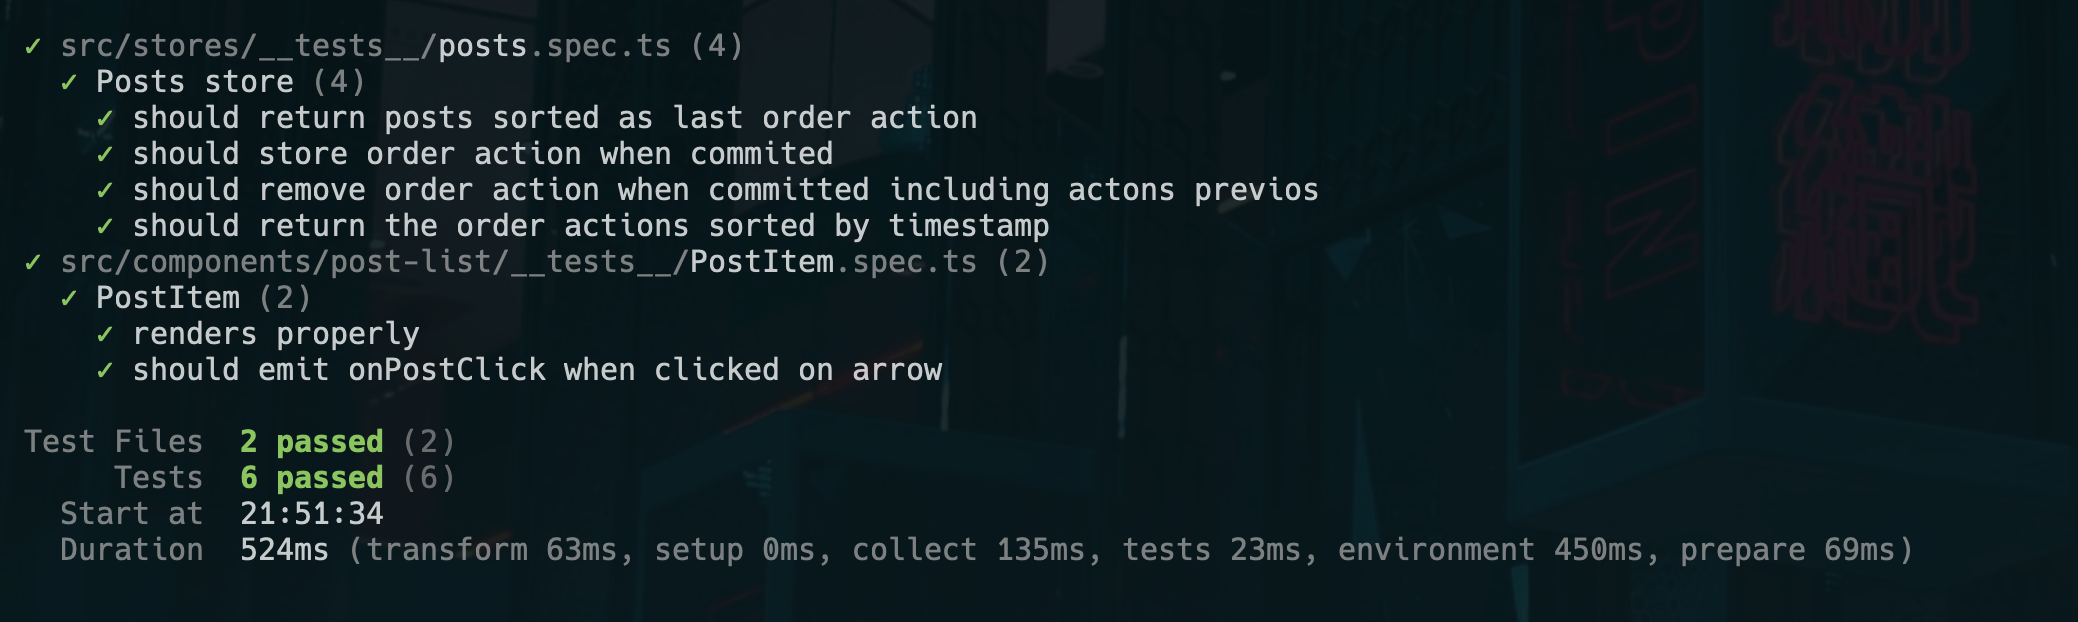 ✓ src/stores/__tests__/posts.spec.ts (4)
✓ Posts store (4)
✓ should return posts sorted as last order action
✓ should store order action when commited
✓ should remove order action when committed including actons previos
✓ should return the order actions sorted by timestamp
✓ src/components/post-list/__tests__/PostItem.spec.ts (2)
✓ PostItem (2)
✓ renders properly
✓ should emit onPostClick when clicked on arrow
Test Files 2 passed (2)
Tests 6 passed (6)
Start at 21:51:34
Duration 524ms (transform 63ms, setup 0ms, collect 135ms, tests 23ms, environment 450ms, prepare 69ms)